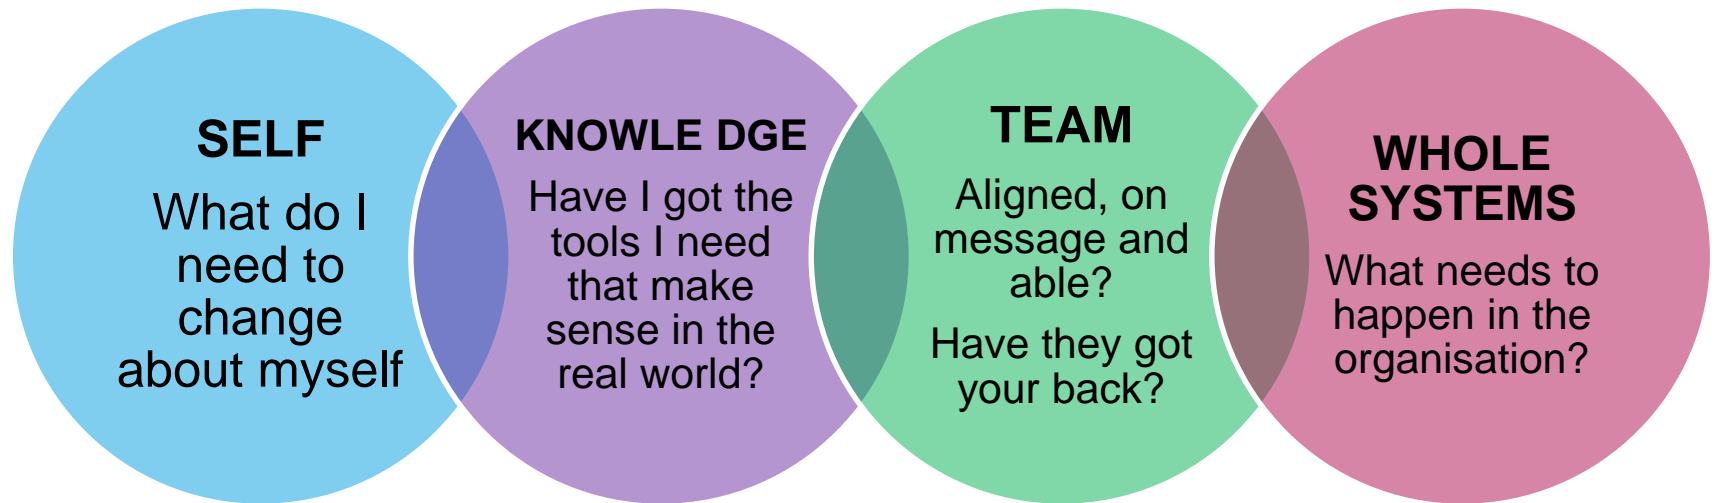 SELF
What do I
need to
change
about myself
KNOWLE DGE
Have I got the
tools I need
that make
sense in the
real world?
TEAM
Aligned, on
message and
able?
Have they got
your back?
WHOLE
SYSTEMS
What needs to
happen in the
organisation?